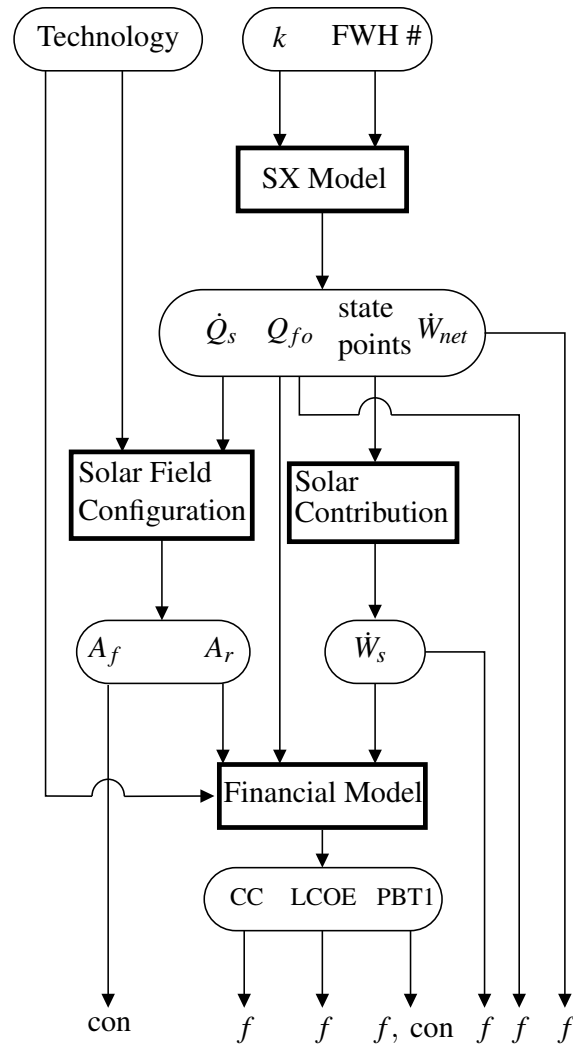 Technology
k FWH #
SX Model
Q̇s Qfo state points Ẇnet
Solar Field
Configuration
Solar
Contribution
Af Ar
Ẇs
Financial Model
CC LCOE PBT1
con f f f, con f f f